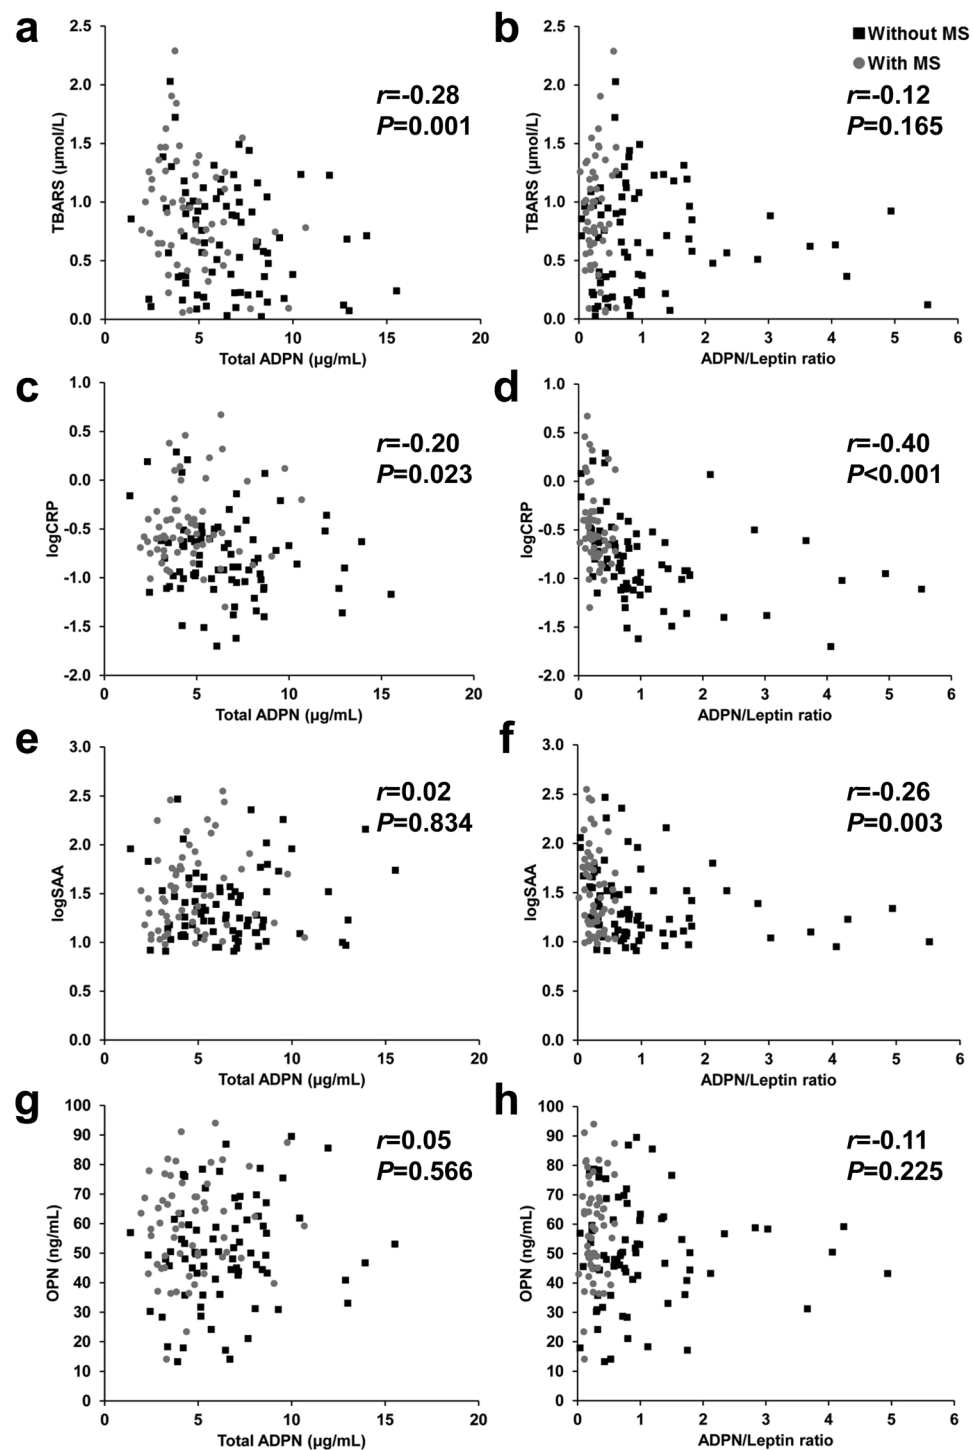 a
2.5
2.0
1.5
1.0
0.5
0.0
TBARS (µmol/L)
r=-0.28
P=0.001
0 5 10 15 20
Total ADPN (µg/mL)
b
2.5
2.0
1.5
1.0
0.5
0.0
TBARS (µmol/L)
Without MS
With MS
r=-0.12
P=0.165
0 1 2 3 4 5 6
ADPN/Leptin ratio
c
1.0
0.5
0.0
-0.5
-1.0
-1.5
-2.0
logCRP
r=-0.20
P=0.023
0 5 10 15 20
Total ADPN (µg/mL)
d
1.0
0.5
0.0
-0.5
-1.0
-1.5
-2.0
logCRP
r=-0.40
P<0.001
0 1 2 3 4 5 6
ADPN/Leptin ratio
e
3.0
2.5
2.0
1.5
1.0
0.5
0.0
logSAA
r=0.02
P=0.834
0 5 10 15 20
Total ADPN (µg/mL)
f
3.0
2.5
2.0
1.5
1.0
0.5
0.0
logSAA
r=-0.26
P=0.003
0 1 2 3 4 5 6
ADPN/Leptin ratio
g
100
90
80
70
60
50
40
30
20
10
0
OPN (ng/mL)
r=0.05
P=0.566
0 5 10 15 20
Total ADPN (µg/mL)
h
100
90
80
70
60
50
40
30
20
10
0
OPN (ng/mL)
r=-0.11
P=0.225
0 1 2 3 4 5 6
ADPN/Leptin ratio